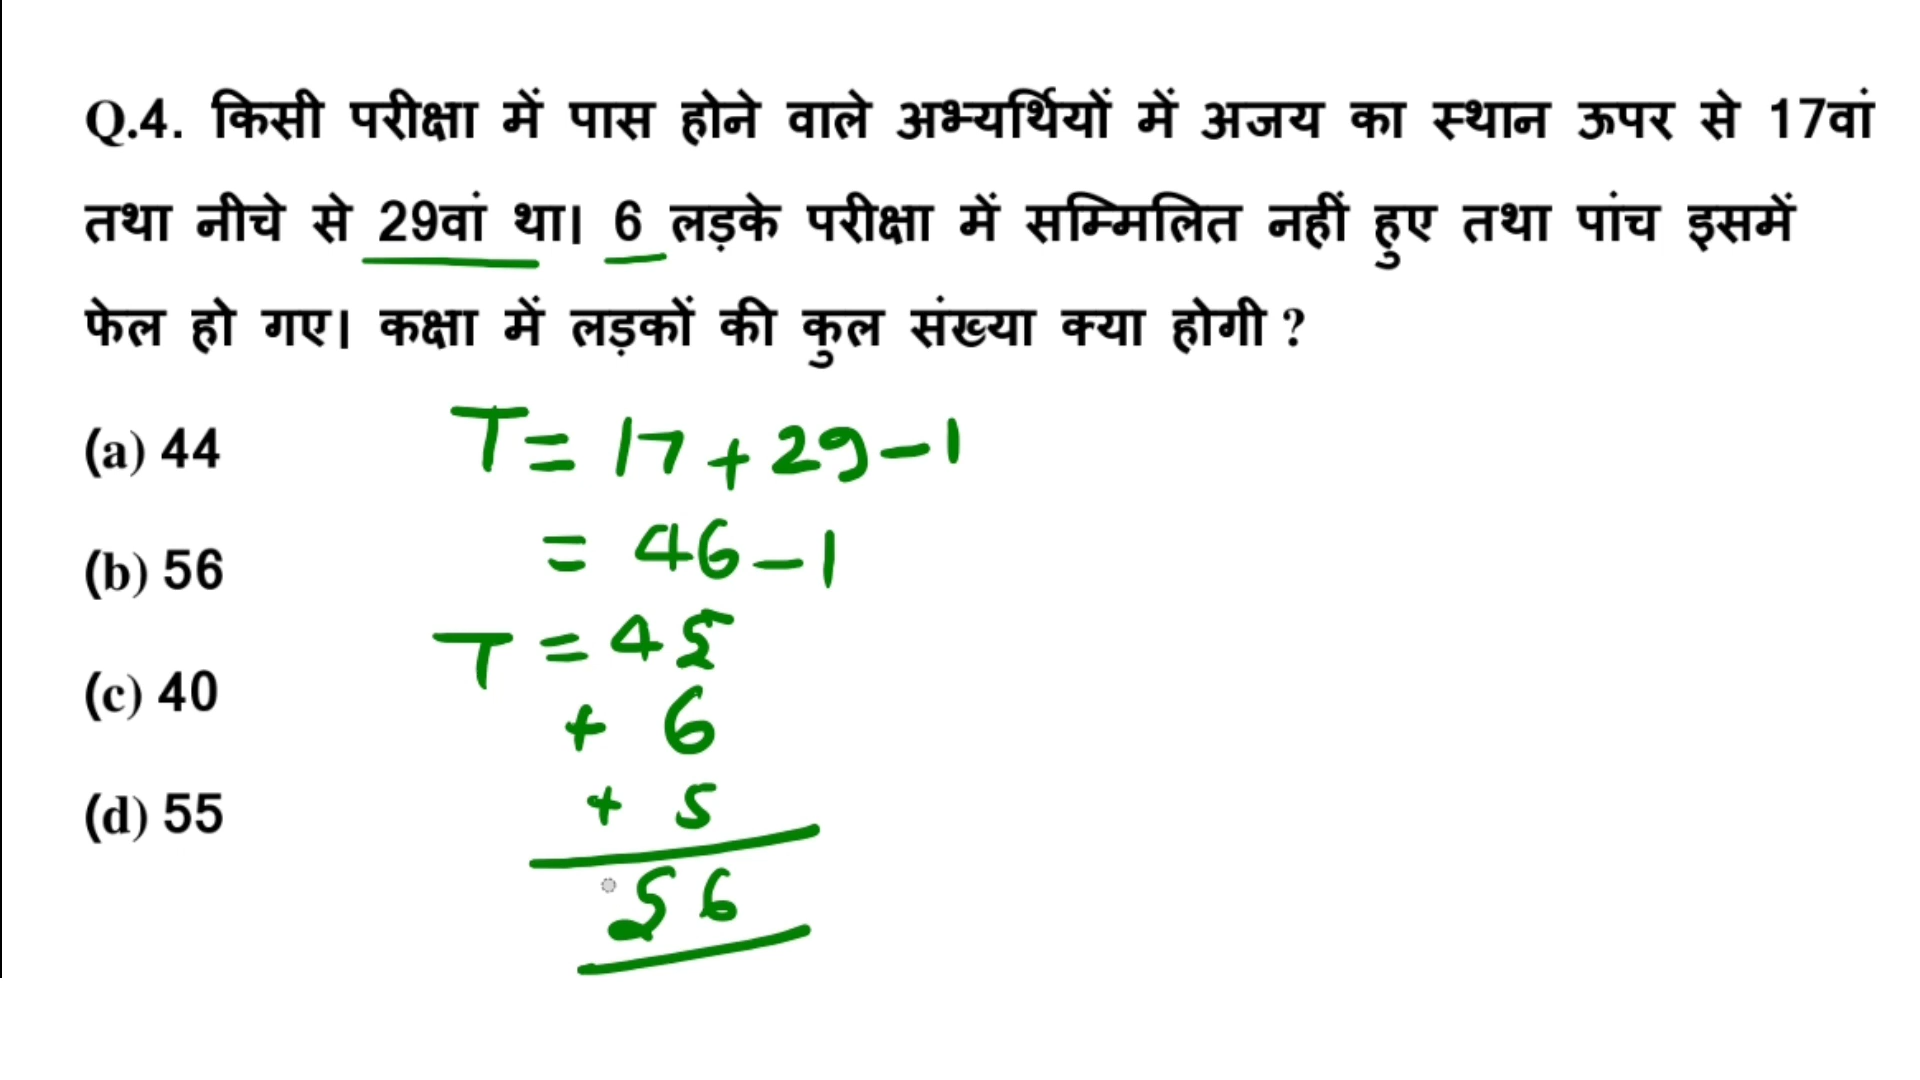 Q.4. किसी परीक्षा में पास होने वाले अभ्यर्थियों में अजय का स्थान ऊपर से 17वां
तथा नीचे से 29वां था। 6 लड़के परीक्षा में सम्मिलित नहीं हुए तथा पांच इसमें
फेल हो गए। कक्षा में लड़कों की कुल संख्या क्या होगी ?
(a) 44
(b) 56
(c) 40
(d) 55
T = 17 + 29 - 1
= 46 - 1
T = 45
+ 6
+ 5
56